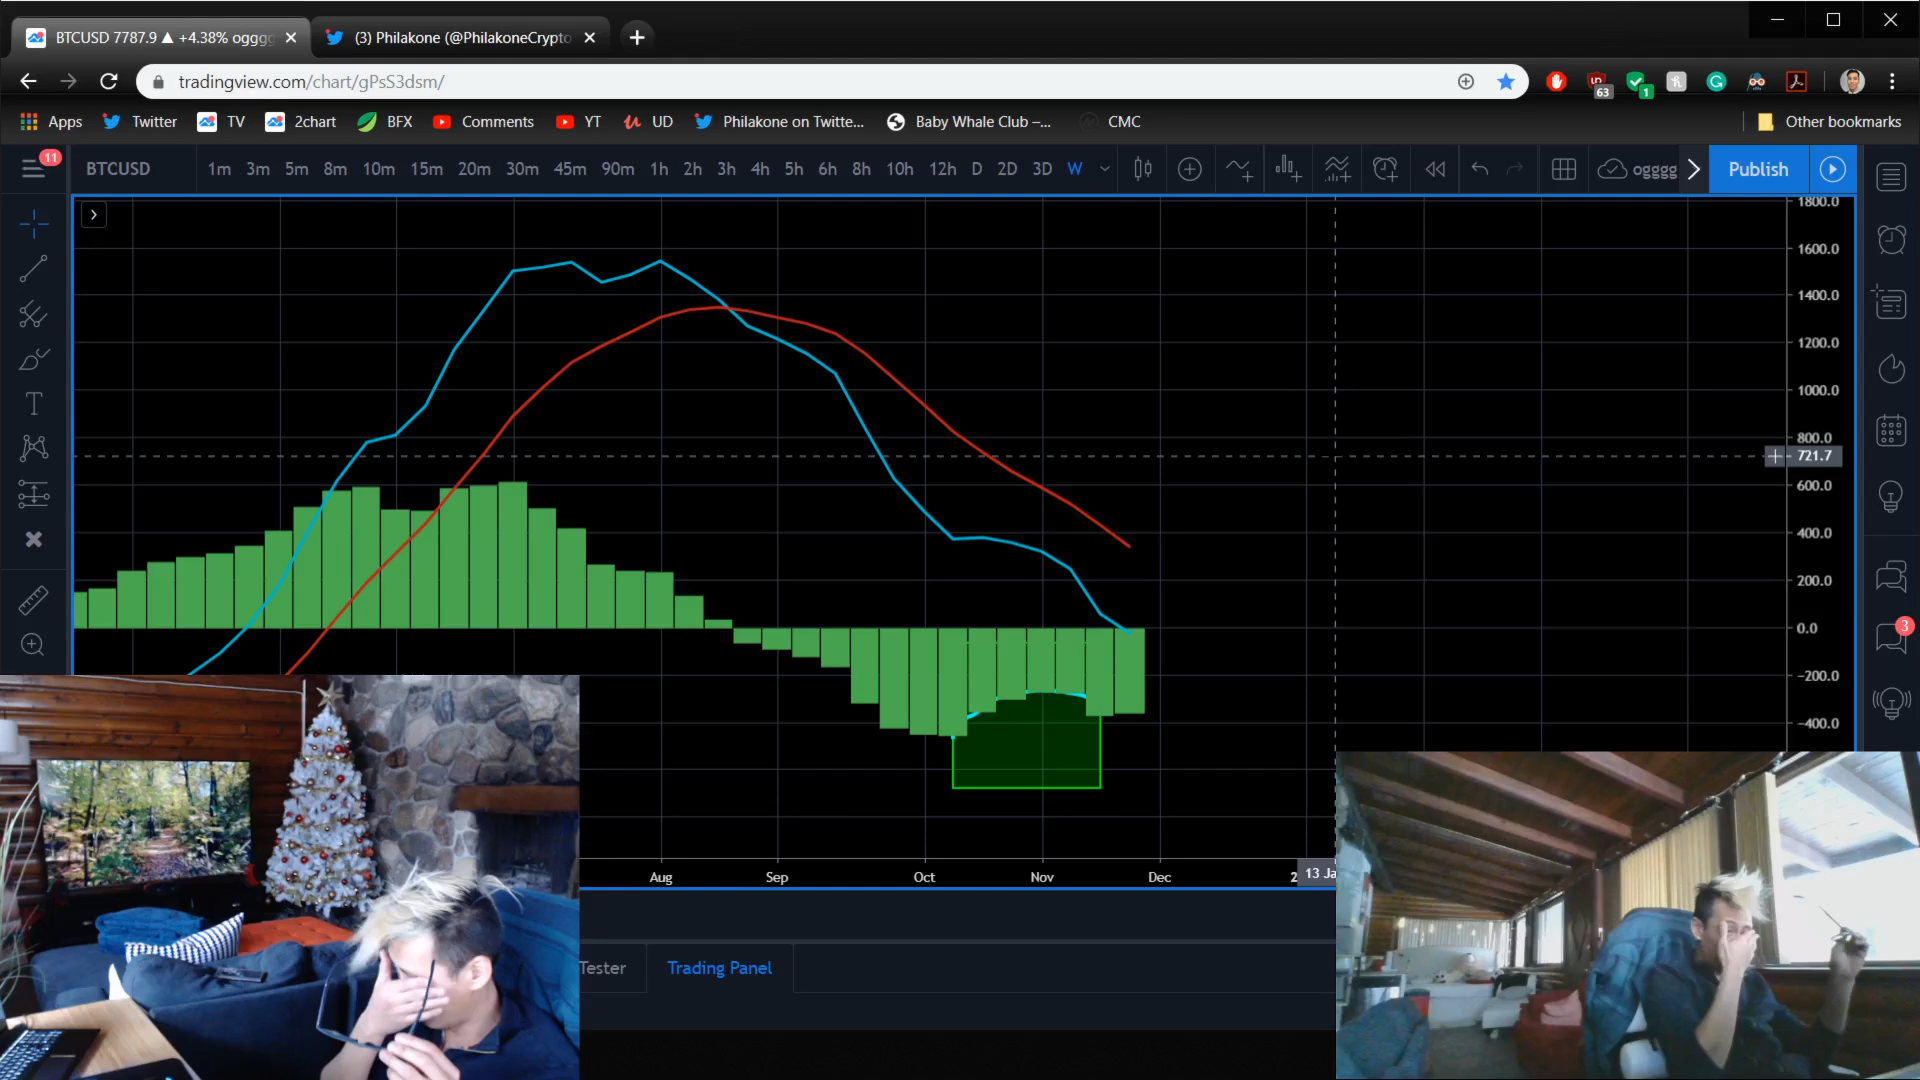 BTCUSD 7787.9 ▲ +4.38% ogggg
(3) Philakone (@PhilakoneCrypto
tradingview.com/chart/gPsS3dsm/
63
1
Apps
Twitter
TV
2chart
BFX
Comments
YT
UD
Philakone on Twitte...
Baby Whale Club –...
CMC
Other bookmarks
11
BTCUSD
1m 3m 5m 8m 10m 15m 20m 30m 45m 90m 1h 2h 3h 4h 5h 6h 8h 10h 12h D 2D 3D W
ogggg
Publish
1800.0
1600.0
1400.0
1200.0
1000.0
800.0
721.7
600.0
400.0
200.0
0.0
−200.0
−400.0
3
Aug
Sep
Oct
Nov
Dec
2
13 Ja
Tester
Trading Panel